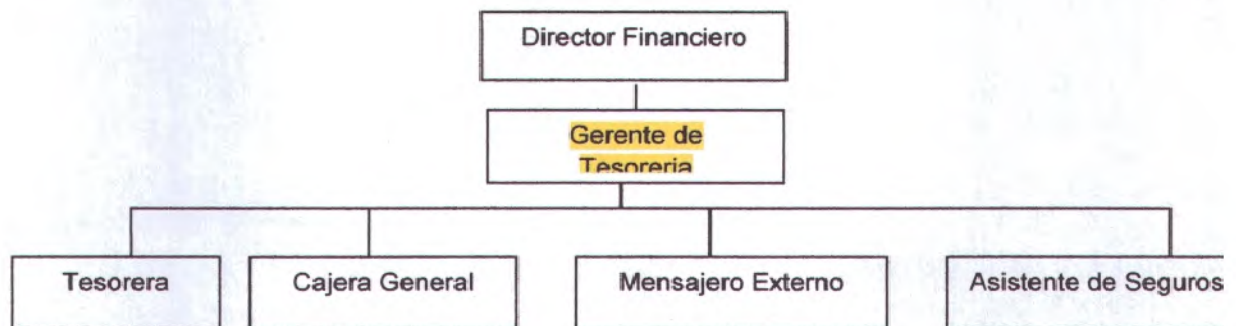 Director Financiero
Gerente de
Tesoreria
Tesorera
Cajera General
Mensajero Externo
Asistente de Seguros